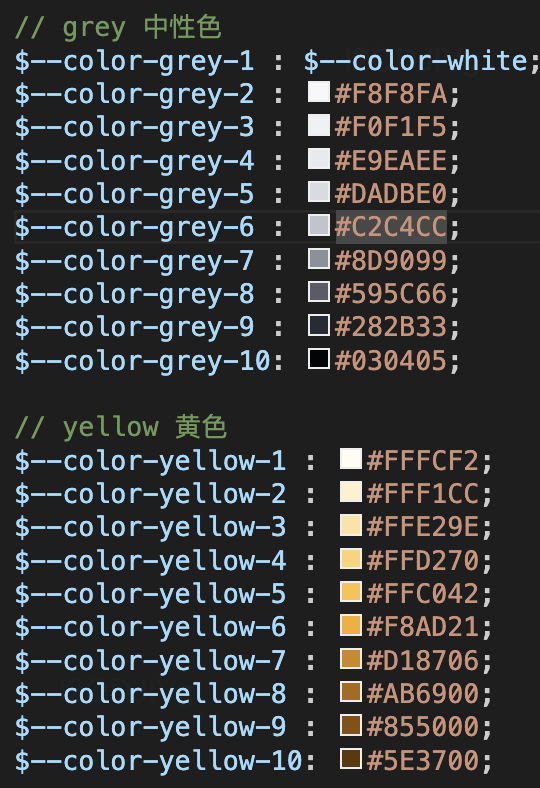 // grey 中性色
$--color-grey-1 : $--color-white;
$--color-grey-2 : #F8F8FA;
$--color-grey-3 : #F0F1F5;
$--color-grey-4 : #E9EAEE;
$--color-grey-5 : #DADBE0;
$--color-grey-6 : #C2C4CC;
$--color-grey-7 : #8D9099;
$--color-grey-8 : #595C66;
$--color-grey-9 : #282B33;
$--color-grey-10: #030405;
// yellow 黄色
$--color-yellow-1 : #FFFCF2;
$--color-yellow-2 : #FFF1CC;
$--color-yellow-3 : #FFE29E;
$--color-yellow-4 : #FFD270;
$--color-yellow-5 : #FFC042;
$--color-yellow-6 : #F8AD21;
$--color-yellow-7 : #D18706;
$--color-yellow-8 : #AB6900;
$--color-yellow-9 : #855000;
$--color-yellow-10: #5E3700;